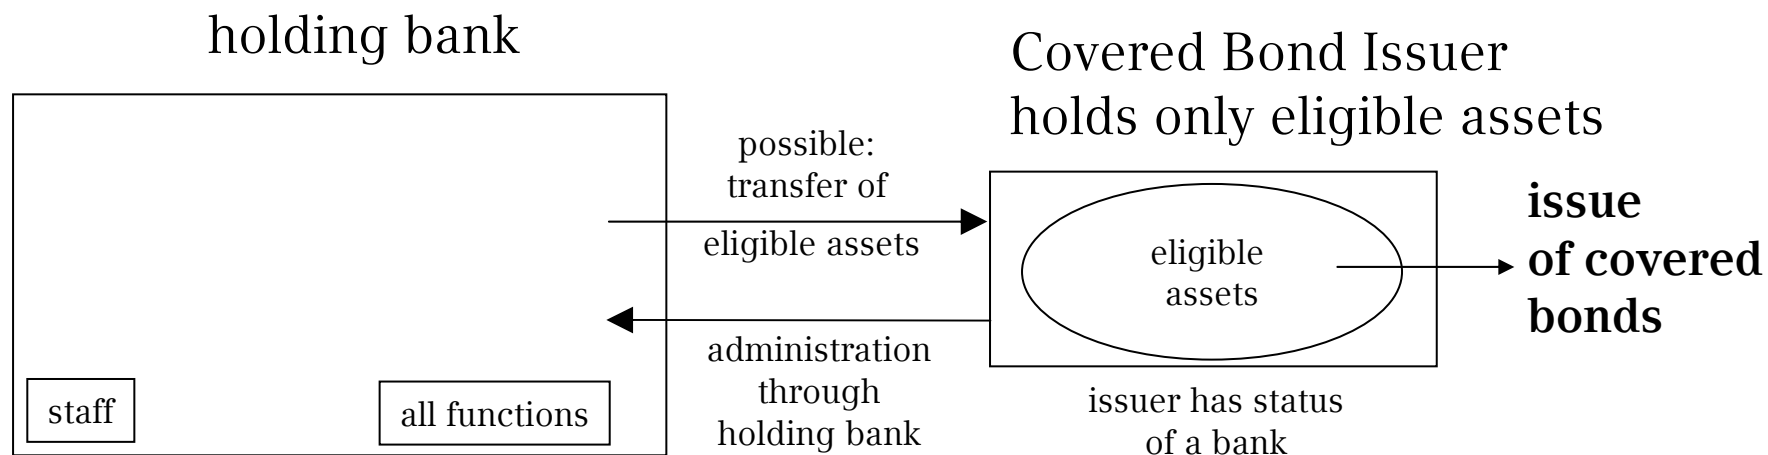 holding bank
Covered Bond Issuer
holds only eligible assets
possible:
transfer of
eligible assets
administration
through
holding bank
staff
all functions
eligible
assets
issuer has status
of a bank
issue
of covered
bonds